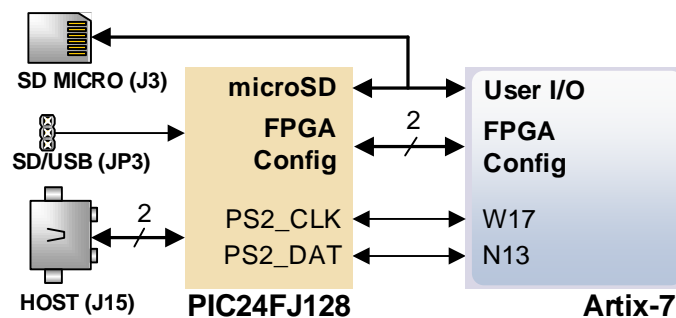 SD MICRO (J3)
microSD
User I/O
2
FPGA
Config
FPGA
Config
SD/USB (JP3)
2
PS2_CLK
W17
PS2_DAT
N13
HOST (J15)
PIC24FJ128
Artix-7